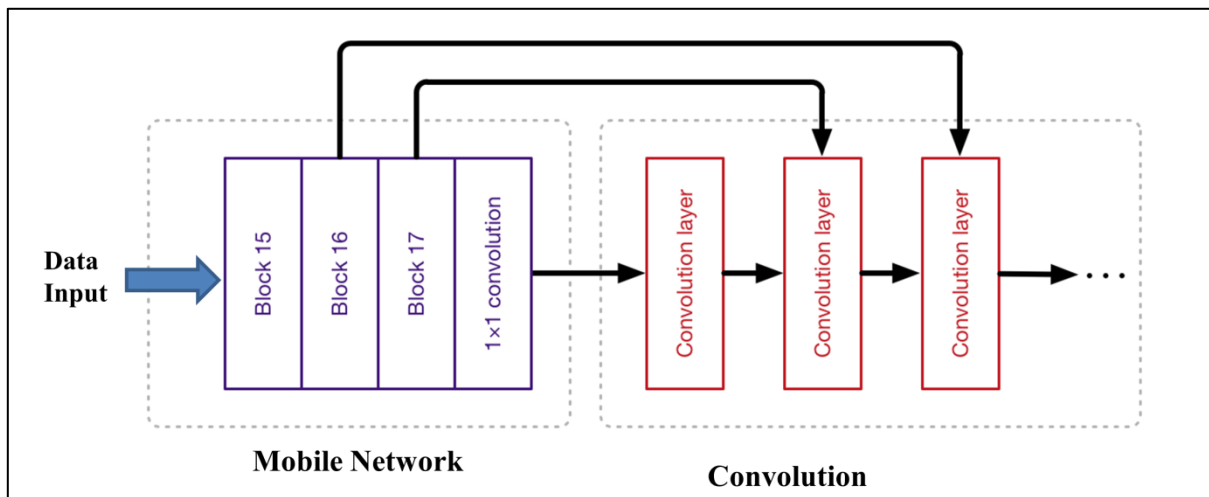 Data
Input
Block 15
Block 16
Block 17
1×1 convolution
Convolution layer
Convolution layer
Convolution layer
...
Mobile Network
Convolution